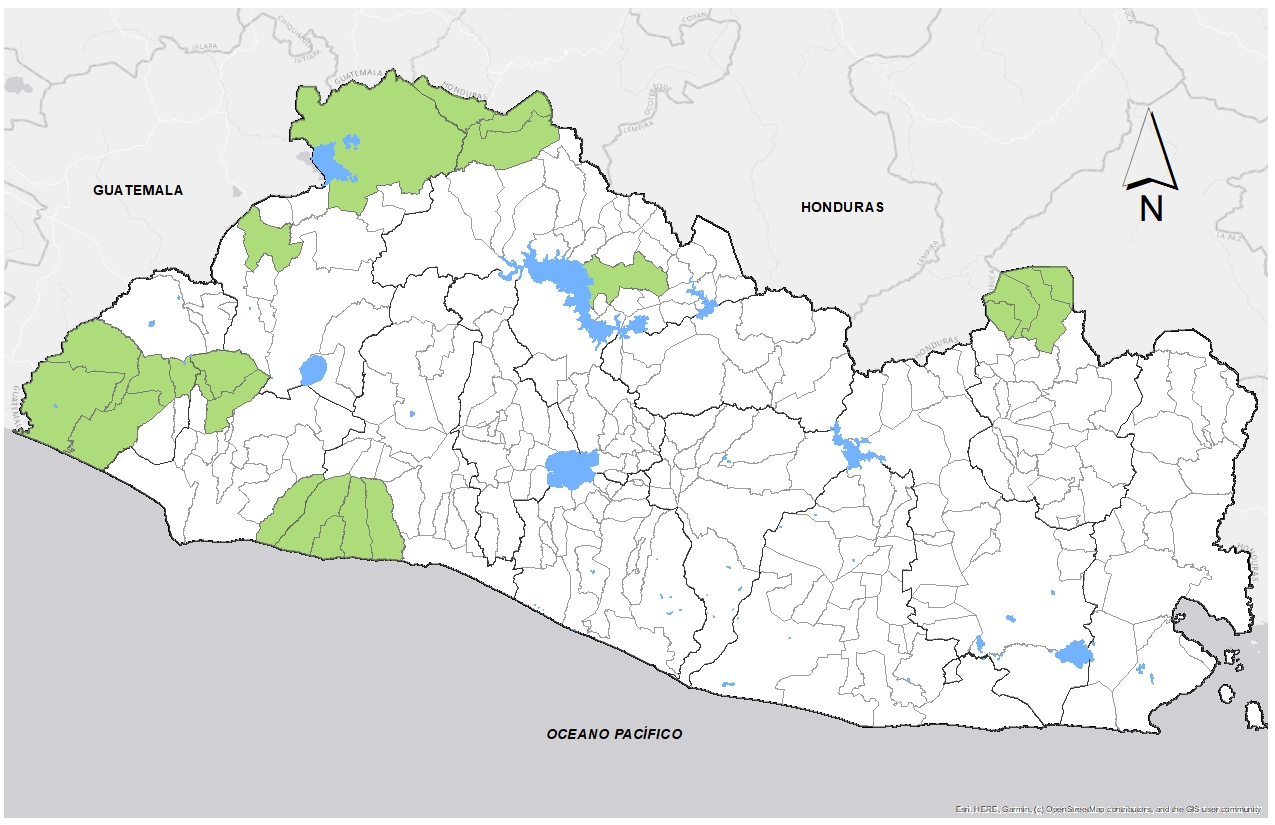 COPÁN
CHIQUIMULA
JALAPA
JUTIAPA
GUATEMALA
HONDURAS
OCOTEPEQUE
LEMPIRA
GUATEMALA
HONDURAS
N
LA PAZ
LEMPIRA
HONDURAS
OCEANO PACÍFICO
Esri, HERE, Garmin, (c) OpenStreetMap contributors, and the GIS user community